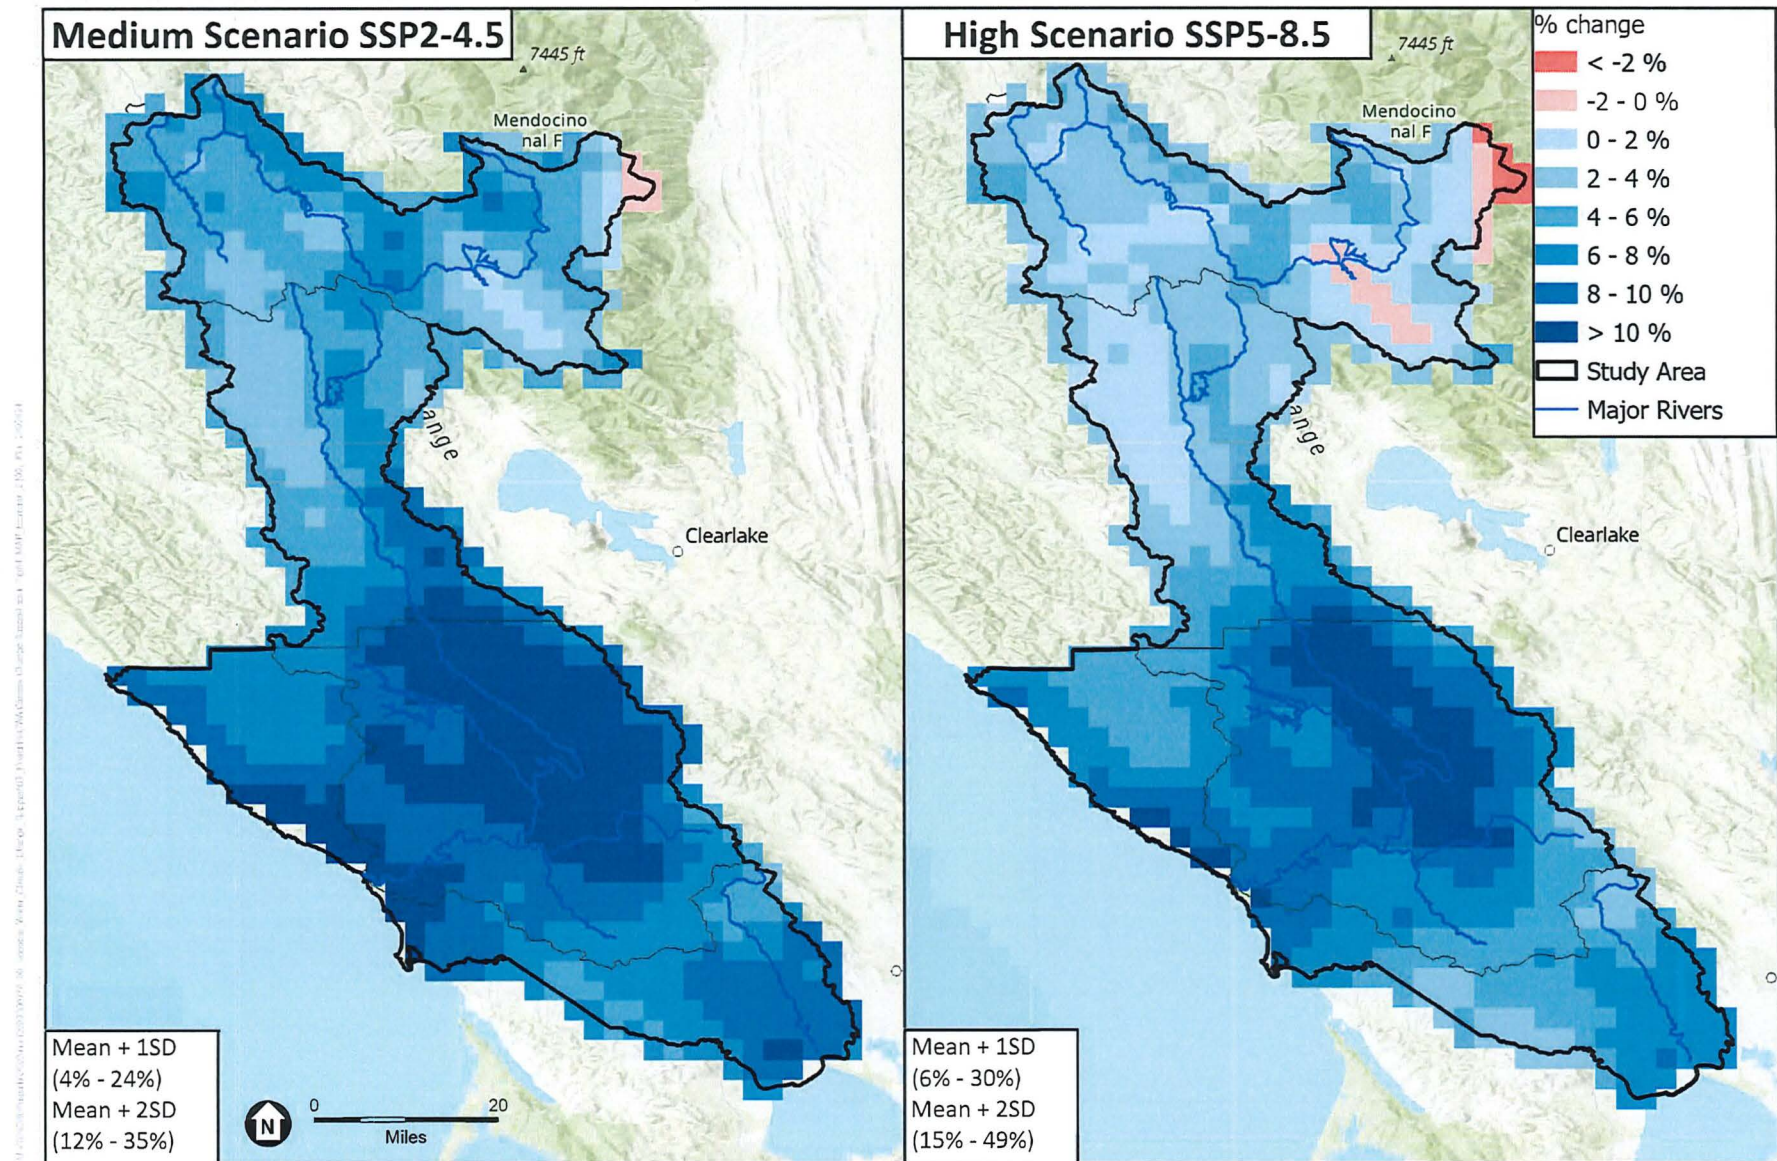 Medium Scenario SSP2-4.5
7445 ft
Mendocino
nal F
ange
Clearlake
Mean + 1SD
(4% - 24%)
Mean + 2SD
(12% - 35%)
N
0 20
Miles
High Scenario SSP5-8.5
7445 ft
Mendocino
nal F
ange
Clearlake
Mean + 1SD
(6% - 30%)
Mean + 2SD
(15% - 49%)
% change
< -2 %
-2 - 0 %
0 - 2 %
2 - 4 %
4 - 6 %
6 - 8 %
8 - 10 %
> 10 %
Study Area
Major Rivers